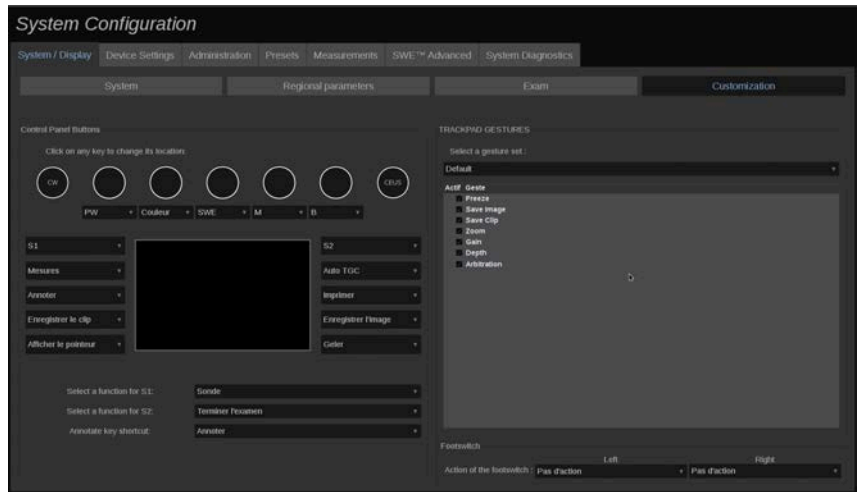 System Configuration
System / Display Device Settings Administration Presets Measurements SWE™ Advanced System Diagnostics
System Regional parameters Exam Customization
Control Panel Buttons
Click on any key to change its location:
CW CEUS
PW Couleur SWE M B
S1 S2
Mesures Auto TGC
Annoter Imprimer
Enregistrer le clip Enregistrer l'image
Afficher le pointeur Geler
Select a function for S1: Sonde
Select a function for S2: Terminer l'examen
Annotate key shortcut: Annoter
TRACKPAD GESTURES
Select a gesture set :
Default
Actif Geste
Freeze
Save Image
Save Clip
Zoom
Gain
Depth
Arbitration
Footswitch
Left Right
Action of the footswitch : Pas d'action Pas d'action